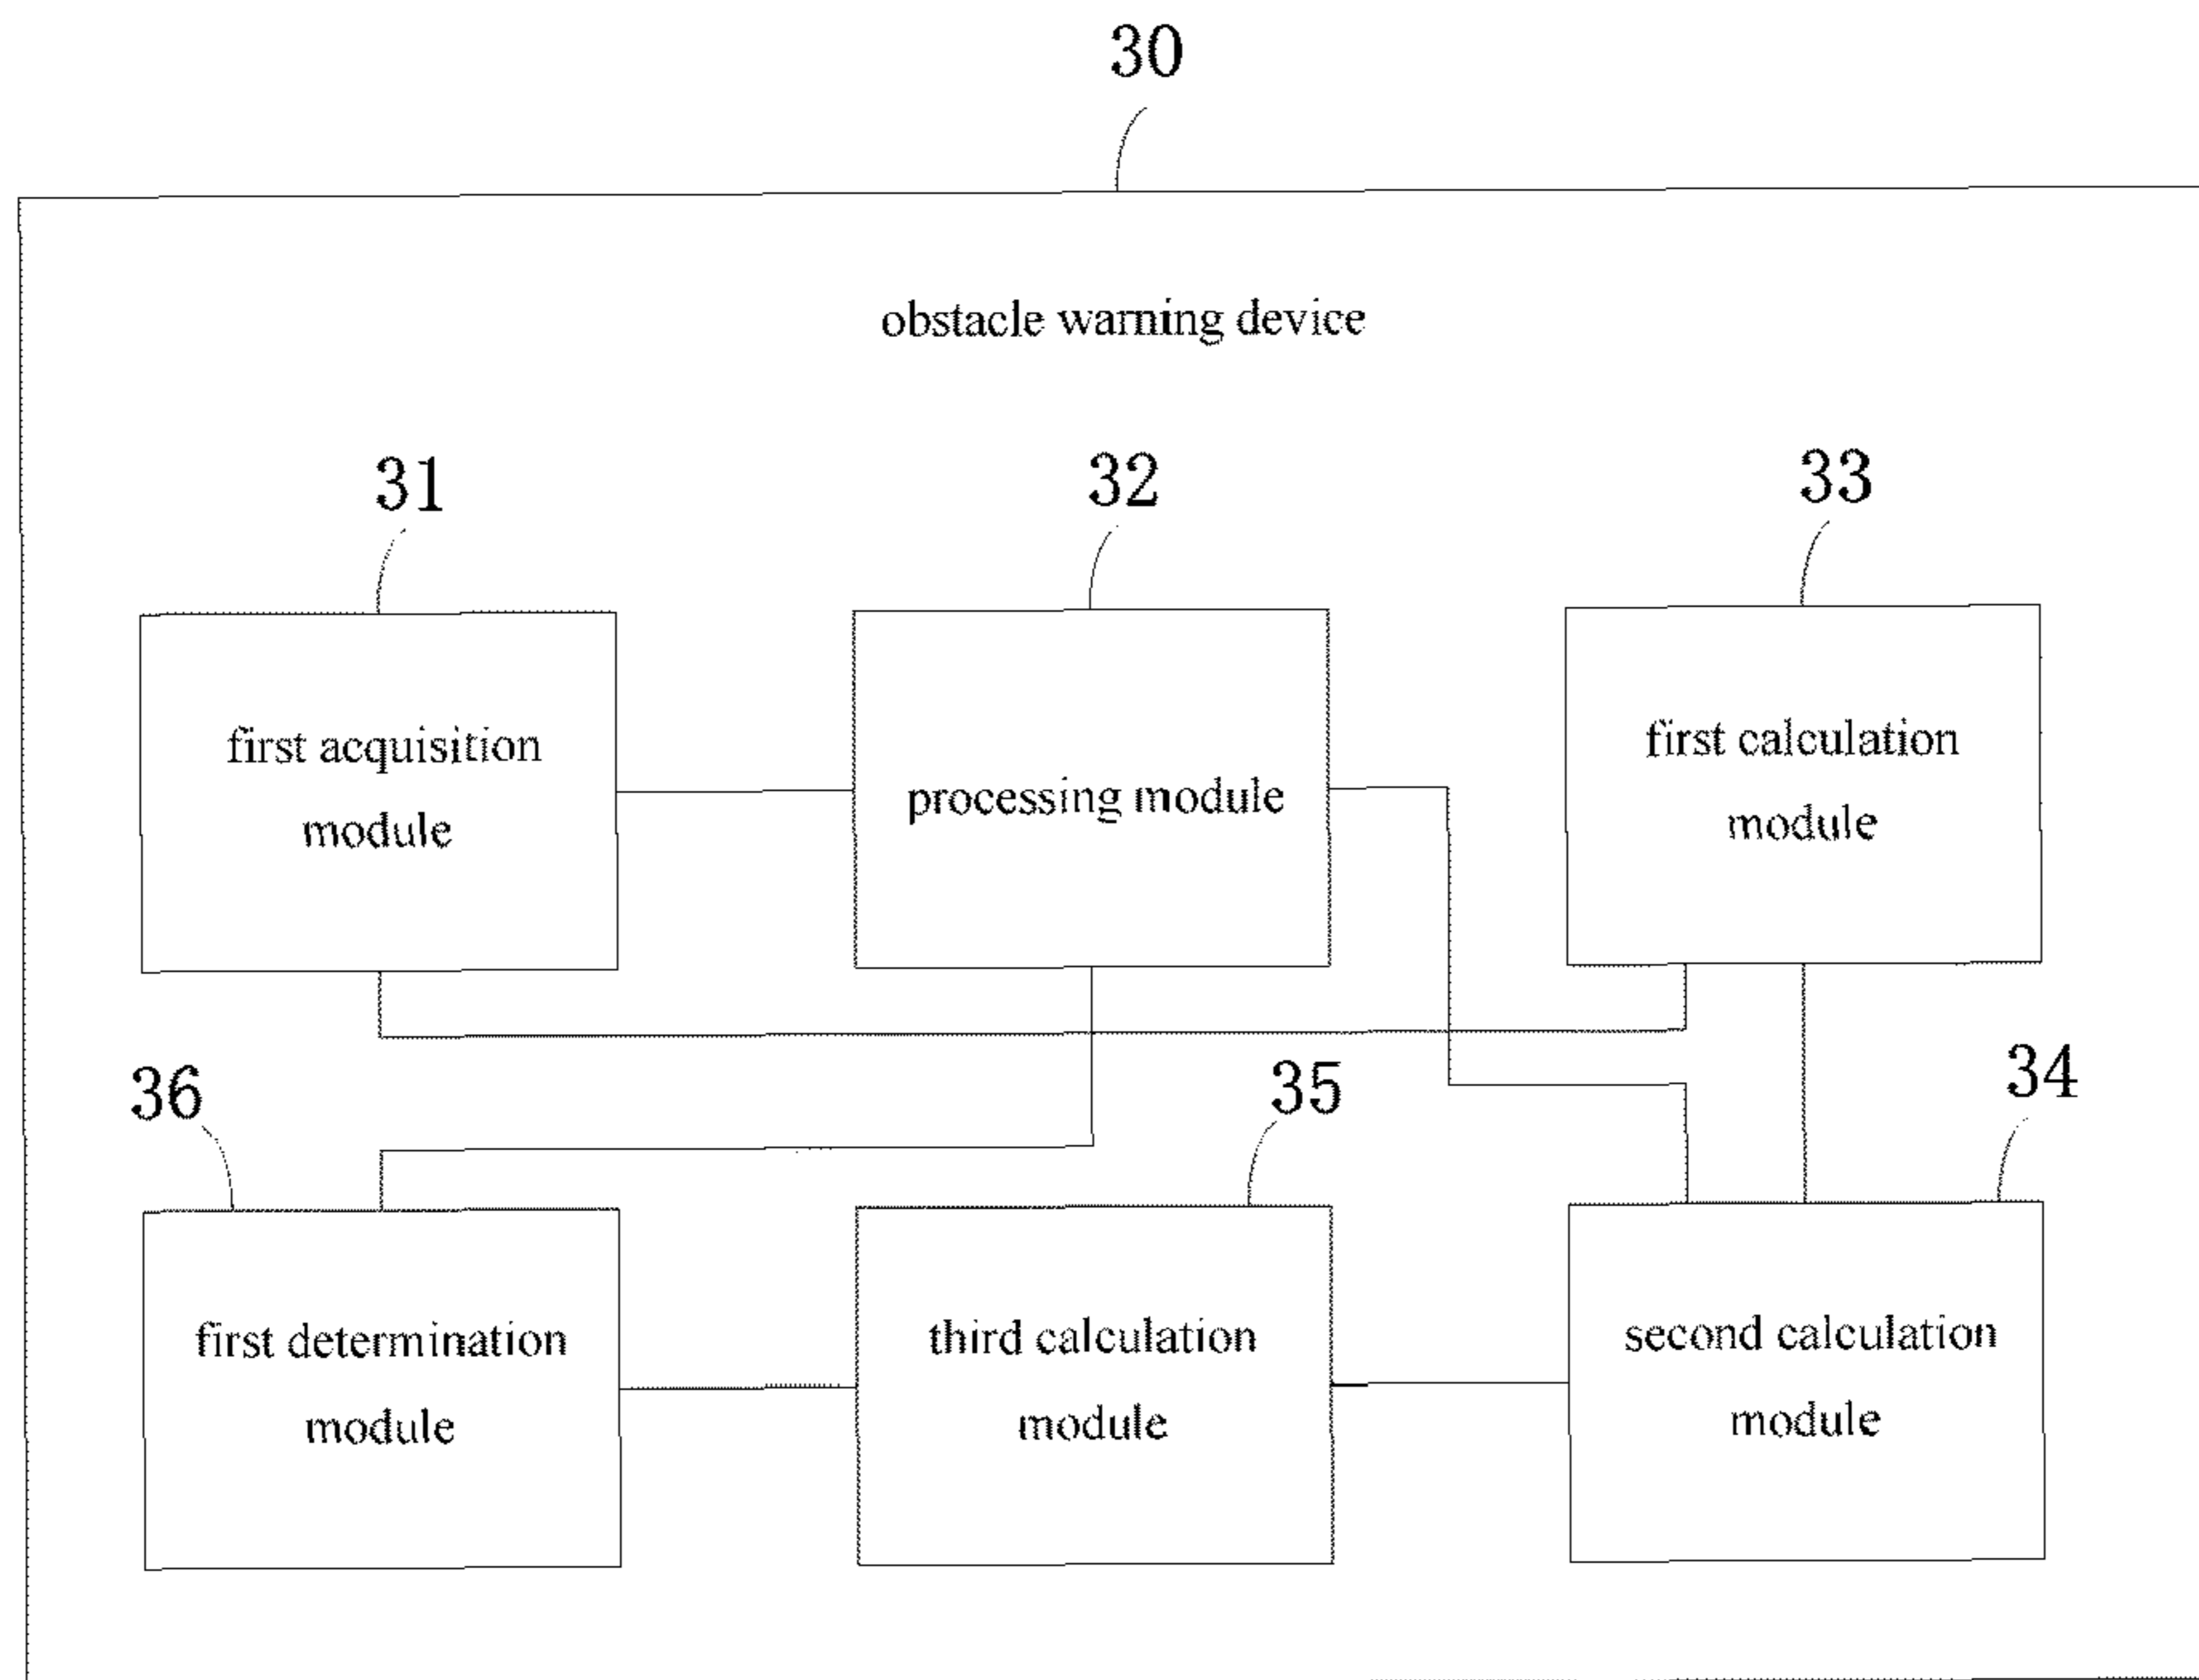 30
obstacle warning device
31
32
33
first acquisition
module
processing module
first calculation
module
36
35
34
first determination
module
third calculation
module
second calculation
module